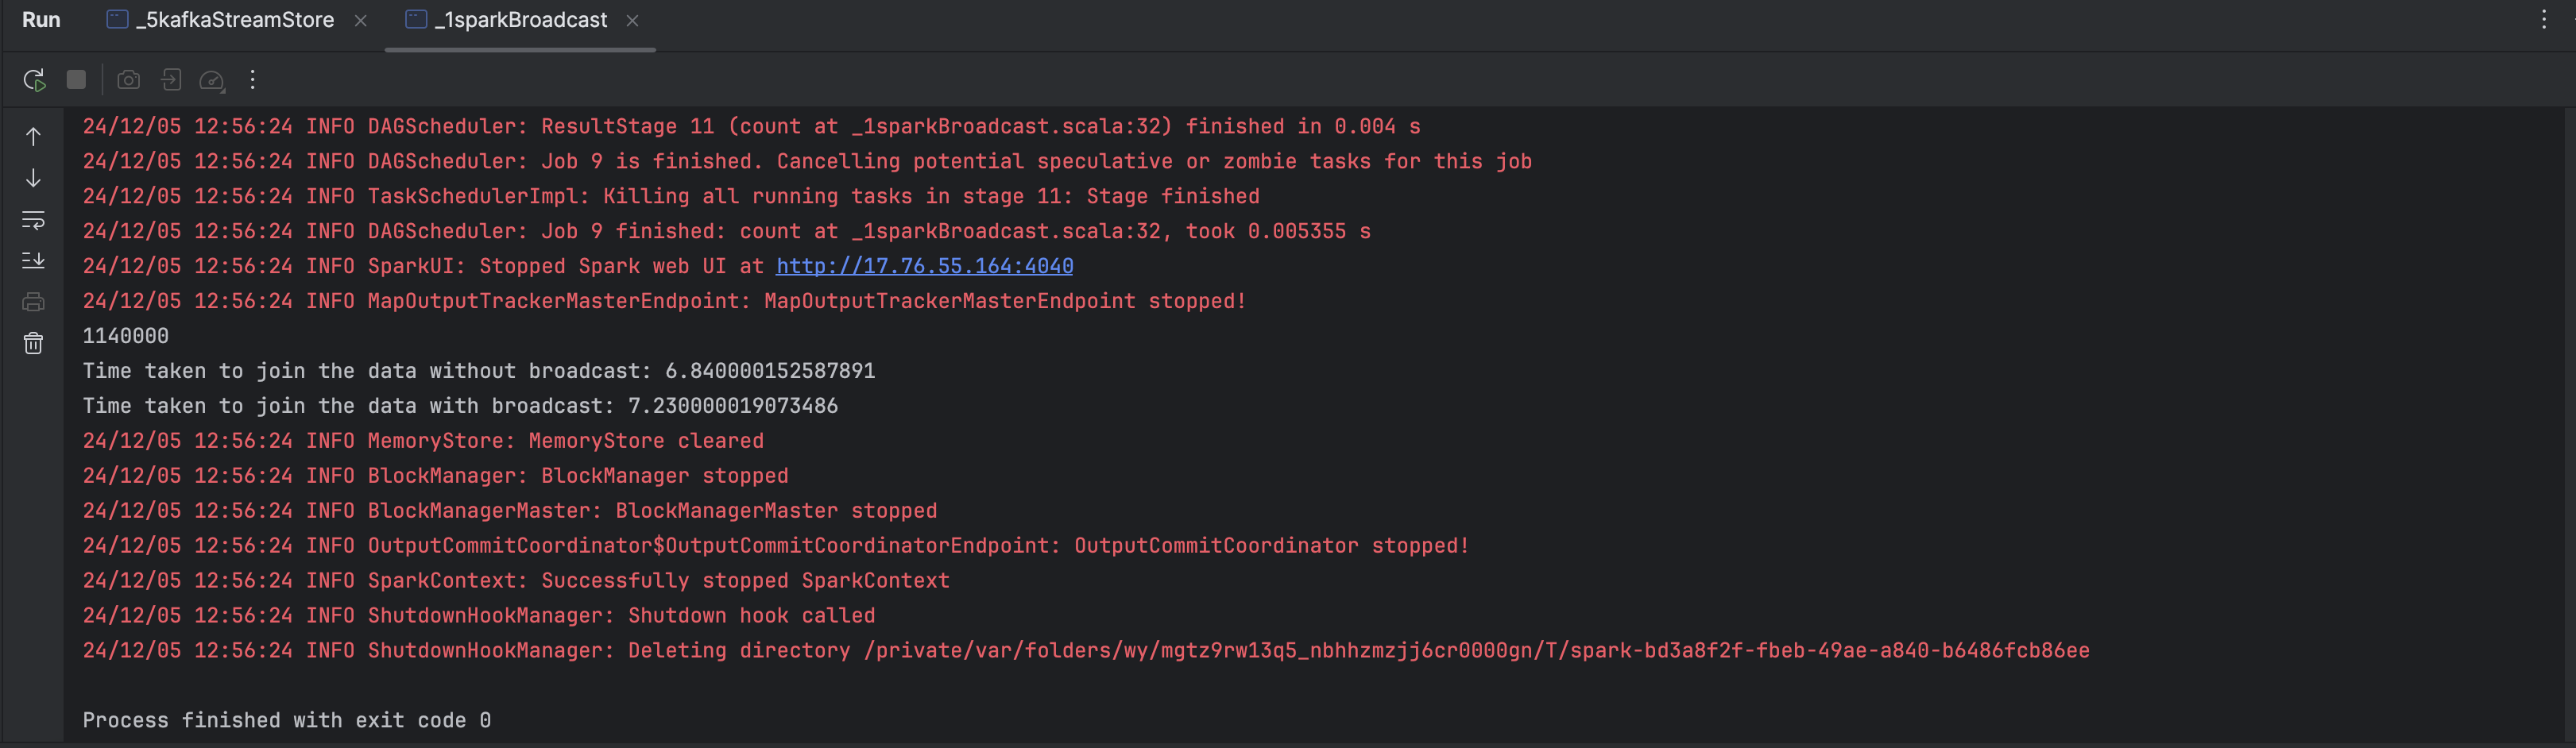 Run _5kafkaStreamStore _1sparkBroadcast
24/12/05 12:56:24 INFO DAGScheduler: ResultStage 11 (count at _1sparkBroadcast.scala:32) finished in 0.004 s
24/12/05 12:56:24 INFO DAGScheduler: Job 9 is finished. Cancelling potential speculative or zombie tasks for this job
24/12/05 12:56:24 INFO TaskSchedulerImpl: Killing all running tasks in stage 11: Stage finished
24/12/05 12:56:24 INFO DAGScheduler: Job 9 finished: count at _1sparkBroadcast.scala:32, took 0.005355 s
24/12/05 12:56:24 INFO SparkUI: Stopped Spark web UI at http://17.76.55.164:4040
24/12/05 12:56:24 INFO MapOutputTrackerMasterEndpoint: MapOutputTrackerMasterEndpoint stopped!
1140000
Time taken to join the data without broadcast: 6.840000152587891
Time taken to join the data with broadcast: 7.230000019073486
24/12/05 12:56:24 INFO MemoryStore: MemoryStore cleared
24/12/05 12:56:24 INFO BlockManager: BlockManager stopped
24/12/05 12:56:24 INFO BlockManagerMaster: BlockManagerMaster stopped
24/12/05 12:56:24 INFO OutputCommitCoordinator$OutputCommitCoordinatorEndpoint: OutputCommitCoordinator stopped!
24/12/05 12:56:24 INFO SparkContext: Successfully stopped SparkContext
24/12/05 12:56:24 INFO ShutdownHookManager: Shutdown hook called
24/12/05 12:56:24 INFO ShutdownHookManager: Deleting directory /private/var/folders/wy/mgtz9rw13q5_nbhhzmzjj6cr0000gn/T/spark-bd3a8f2f-fbeb-49ae-a840-b6486fcb86ee
Process finished with exit code 0